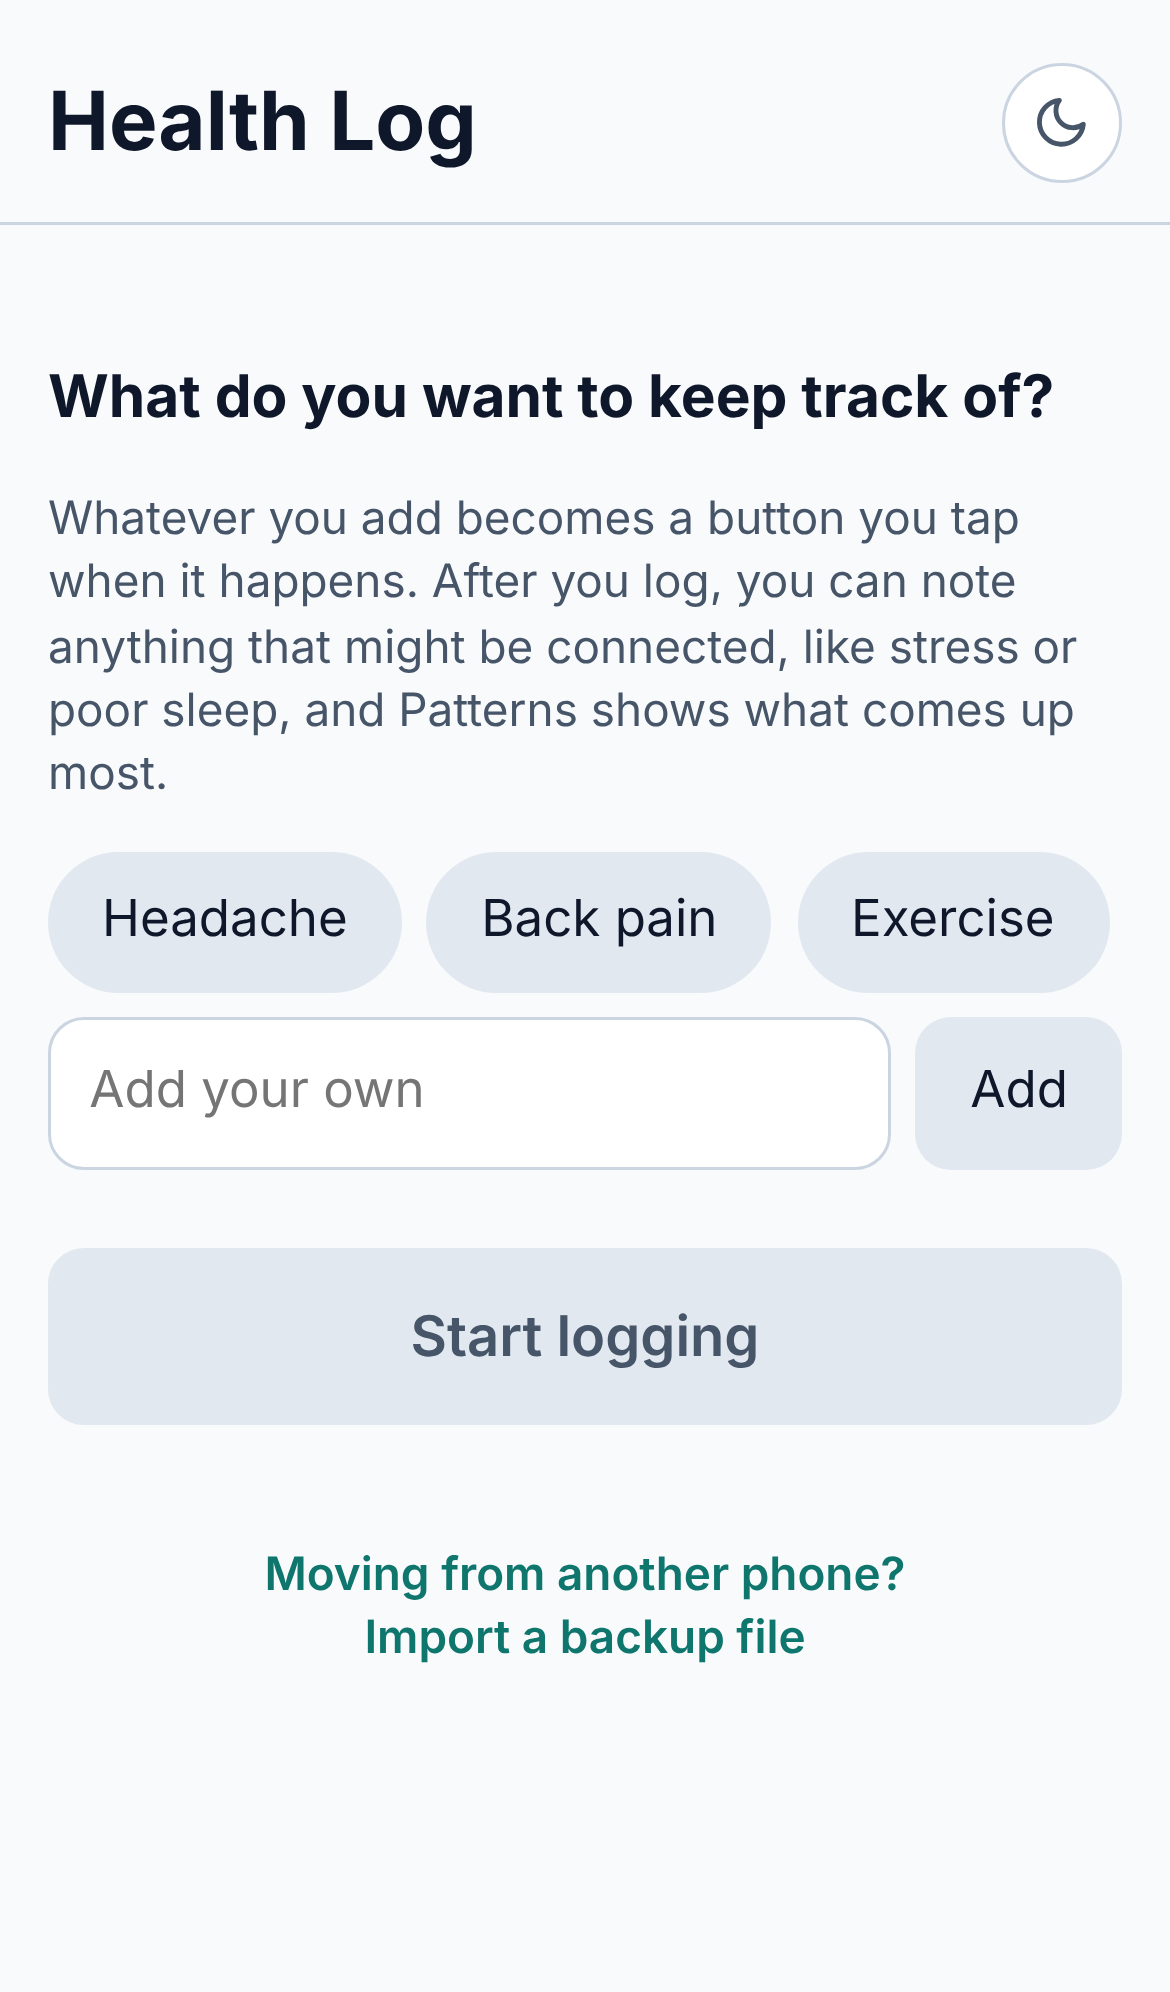 Health Log
What do you want to keep track of?
Whatever you add becomes a button you tap
when it happens. After you log, you can note
anything that might be connected, like stress or
poor sleep, and Patterns shows what comes up
most.
Headache Back pain Exercise
Add your own Add
Start logging
Moving from another phone?
Import a backup file